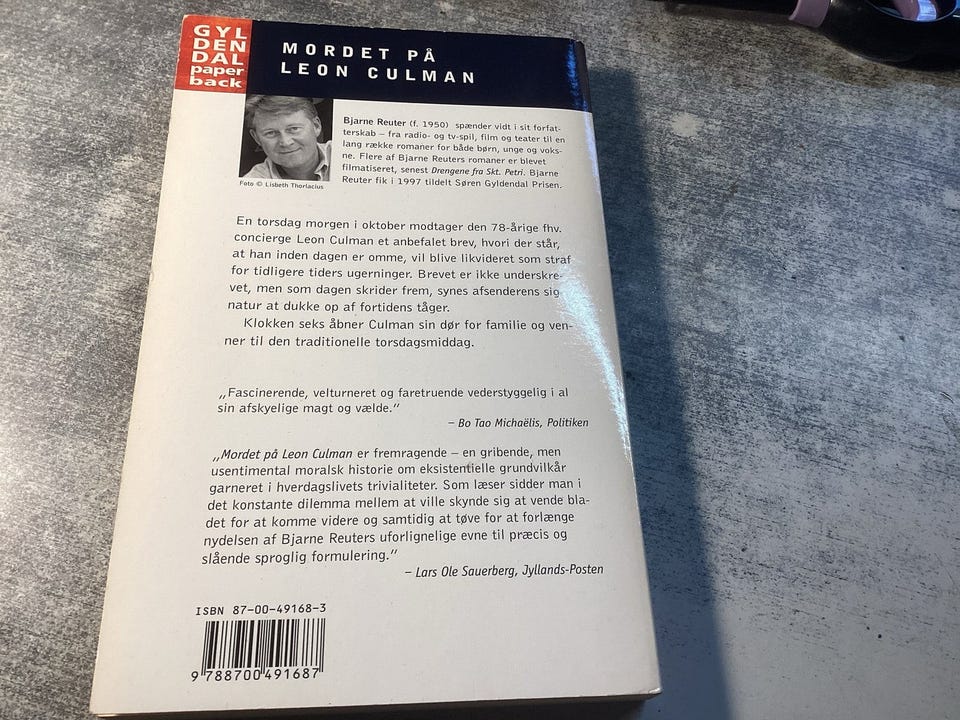 GYL
DEN
DAL
paper
back
MORDET PÅ
LEON CULMAN
Bjarne Reuter (f. 1950) spænder vidt i sit forfat-
terskab – fra radio- og tv-spil, film og teater til en
lang række romaner for både børn, unge og voks-
ne. Flere af Bjarne Reuters romaner er blevet
filmatiseret, senest Drengene fra Skt. Petri. Bjarne
Reuter fik i 1997 tildelt Søren Gyldendal Prisen.
Foto © Lisbeth Thorlacius
En torsdag morgen i oktober modtager den 78-årige fhv.
concierge Leon Culman et anbefalet brev, hvori der står,
at han inden dagen er omme, vil blive likvideret som straf
for tidligere tiders ugerninger. Brevet er ikke underskre-
vet, men som dagen skrider frem, synes afsenderens sig-
natur at dukke op af fortidens tåger.
Klokken seks åbner Culman sin dør for familie og ven-
ner til den traditionelle torsdagsmiddag.
„Fascinerende, velturneret og faretruende vederstyggelig i al
sin afskyelige magt og vælde.”
– Bo Tao Michaëlis, Politiken
„Mordet på Leon Culman er fremragende – en gribende, men
usentimental moralsk historie om eksistentielle grundvilkår
garneret i hverdagslivets trivialiteter. Som læser sidder man i
det konstante dilemma mellem at ville skynde sig at vende bla-
det for at komme videre og samtidig at tøve for at forlænge
nydelsen af Bjarne Reuters uforlignelige evne til præcis og
slående sproglig formulering.”
– Lars Ole Sauerberg, Jyllands-Posten
ISBN 87-00-49168-3
9 788700 491687